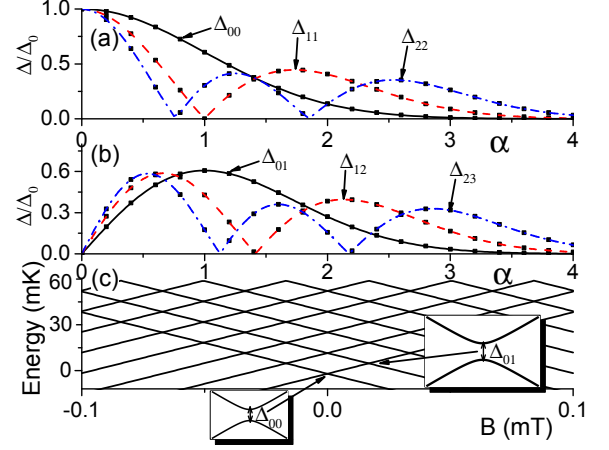 1.0
(a)
Δ₀₀
Δ₁₁
Δ₂₂
0.5
Δ/Δ₀
0.0
0 1 2 3 4
α
(b)
Δ₀₁
Δ₁₂
Δ₂₃
0.6
0.3
Δ/Δ₀
0.0
0 1 2 3 4
α
(c)
60
30
0
Energy (mK)
Δ₀₁
Δ₀₀
-0.1 0.0 0.1
B (mT)